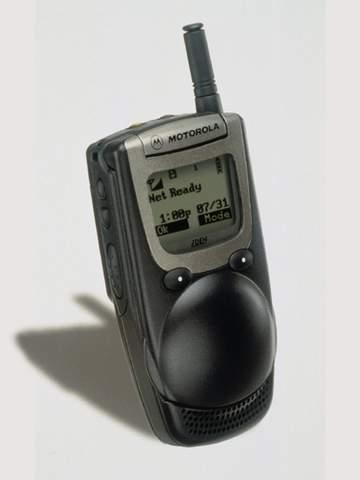 MOTOROLA
Net Ready
1:00p 07/31
Ok Mode